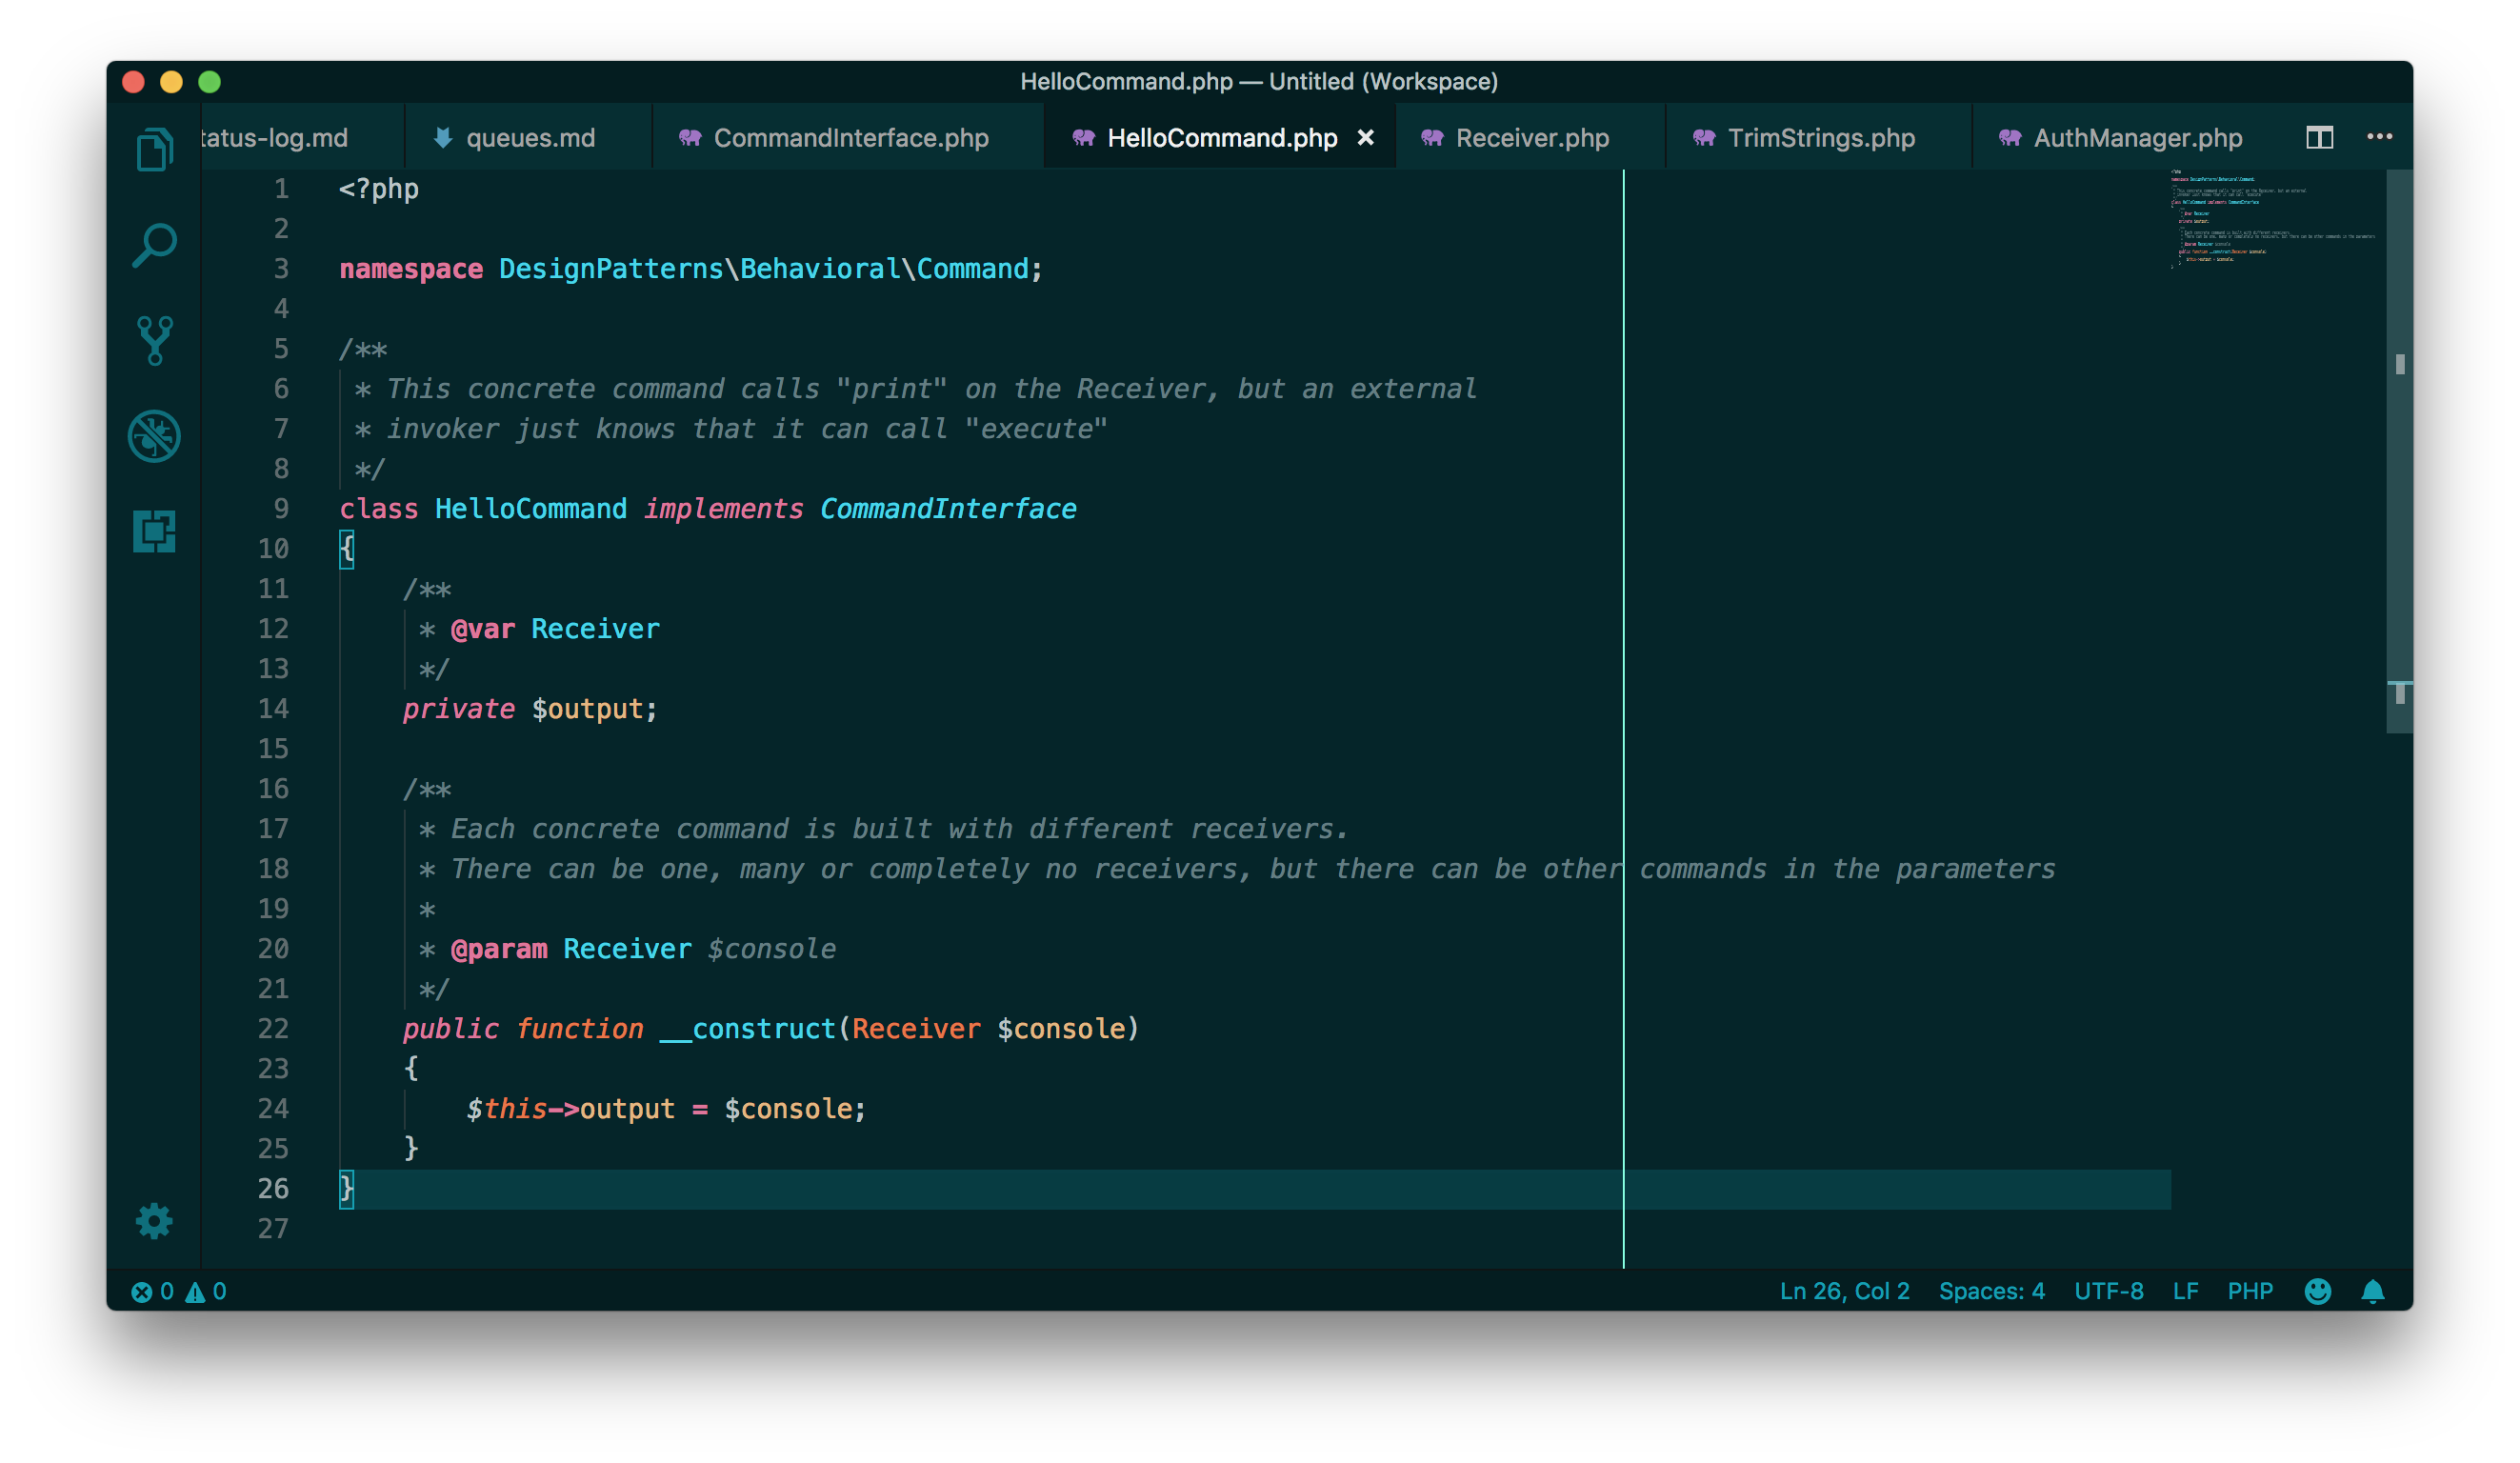 HelloCommand.php — Untitled (Workspace)
tatus-log.md queues.md CommandInterface.php HelloCommand.php Receiver.php TrimStrings.php AuthManager.php
1 <?php
2
3 namespace DesignPatterns\Behavioral\Command;
4
5 /**
6  * This concrete command calls "print" on the Receiver, but an external
7  * invoker just knows that it can call "execute"
8  */
9 class HelloCommand implements CommandInterface
10 {
11     /**
12      * @var Receiver
13      */
14     private $output;
15
16     /**
17      * Each concrete command is built with different receivers.
18      * There can be one, many or completely no receivers, but there can be other commands in the parameters
19      *
20      * @param Receiver $console
21      */
22     public function __construct(Receiver $console)
23     {
24         $this->output = $console;
25     }
26 }
27
0 0 Ln 26, Col 2 Spaces: 4 UTF-8 LF PHP